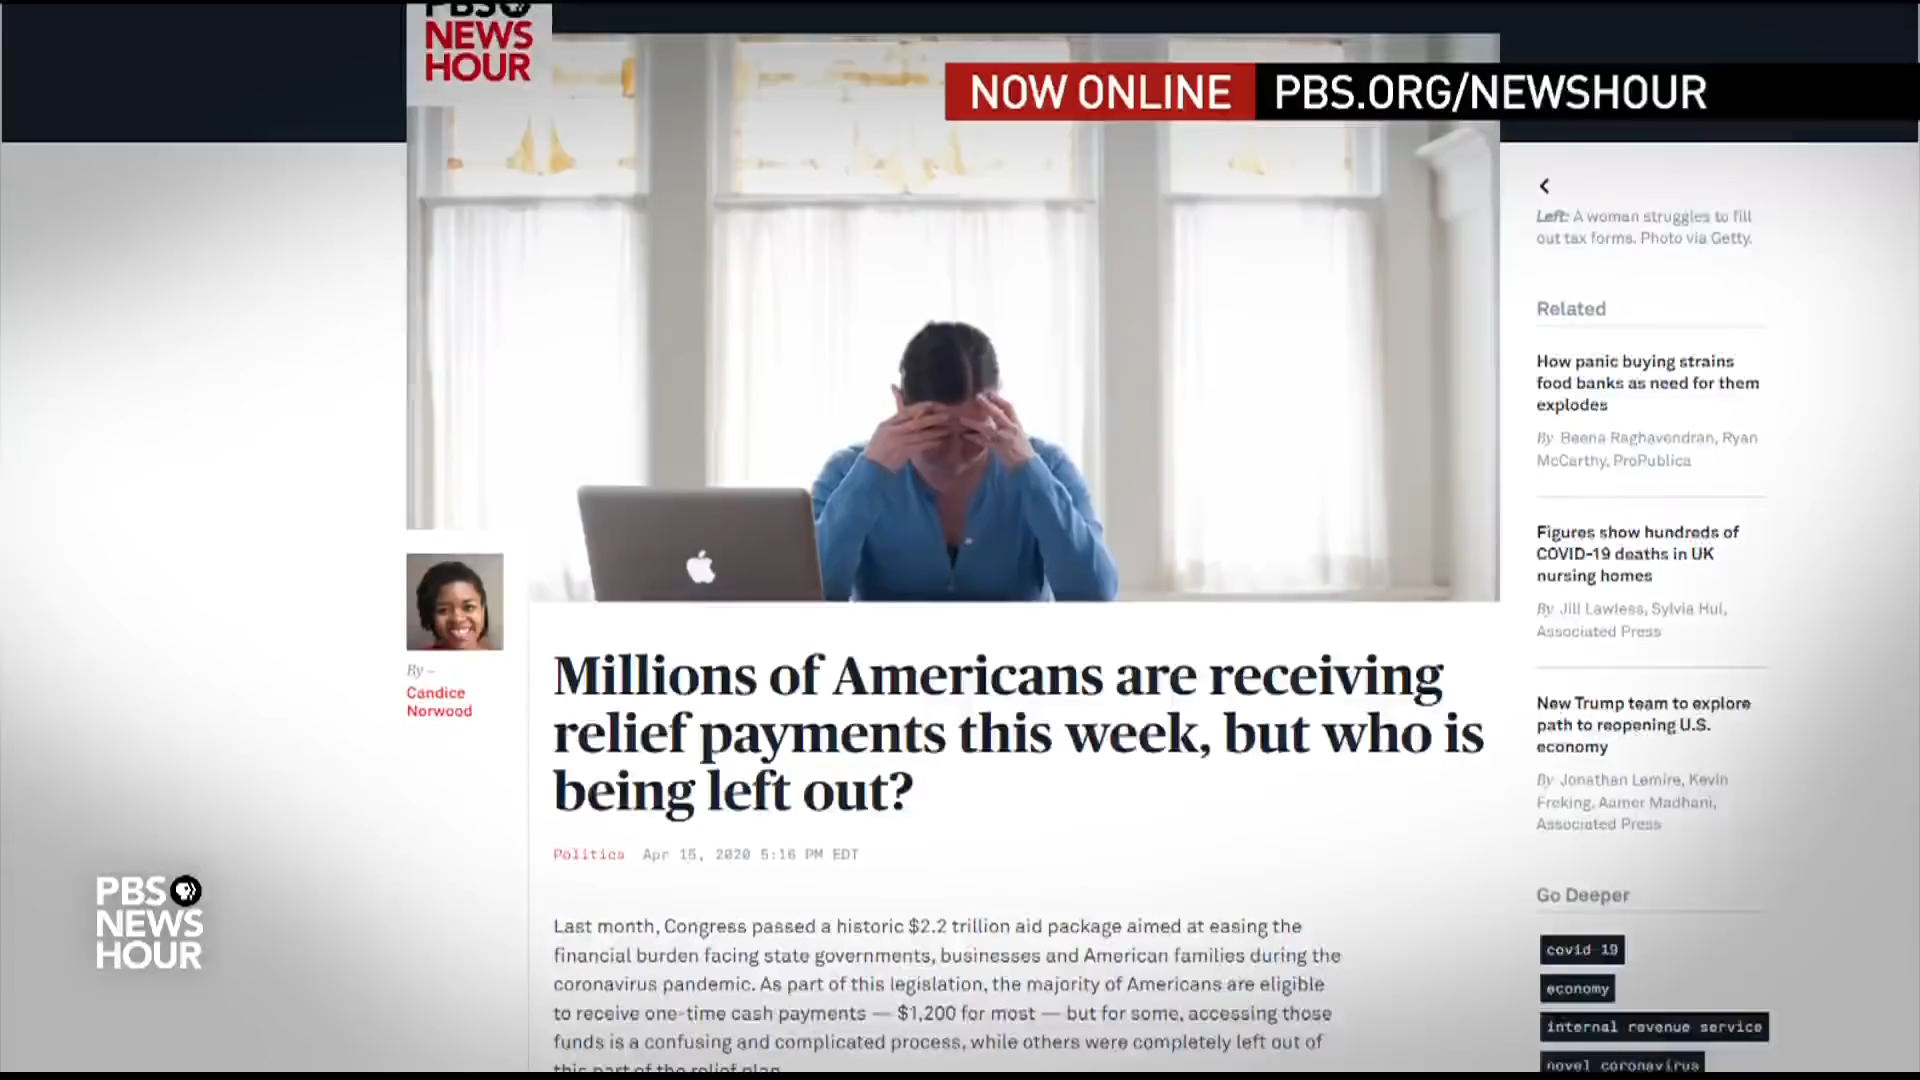 PBS
NEWS
HOUR
NOW ONLINE
PBS.ORG/NEWSHOUR
Left: A woman struggles to fill
out tax forms. Photo via Getty.
Related
How panic buying strains
food banks as need for them
explodes
By Beena Raghavendran, Ryan
McCarthy, ProPublica
Figures show hundreds of
COVID-19 deaths in UK
nursing homes
By Jill Lawless, Sylvia Hui,
Associated Press
New Trump team to explore
path to reopening U.S.
economy
By Jonathan Lemire, Kevin
Freking, Aamer Madhani,
Associated Press
Go Deeper
covid-19
economy
internal revenue service
novel coronavirus
By –
Candice
Norwood
Millions of Americans are receiving
relief payments this week, but who is
being left out?
Politics Apr 15, 2020 5:16 PM EDT
Last month, Congress passed a historic $2.2 trillion aid package aimed at easing the
financial burden facing state governments, businesses and American families during the
coronavirus pandemic. As part of this legislation, the majority of Americans are eligible
to receive one-time cash payments — $1,200 for most — but for some, accessing those
funds is a confusing and complicated process, while others were completely left out of
this part of the relief plan.
PBS
NEWS
HOUR